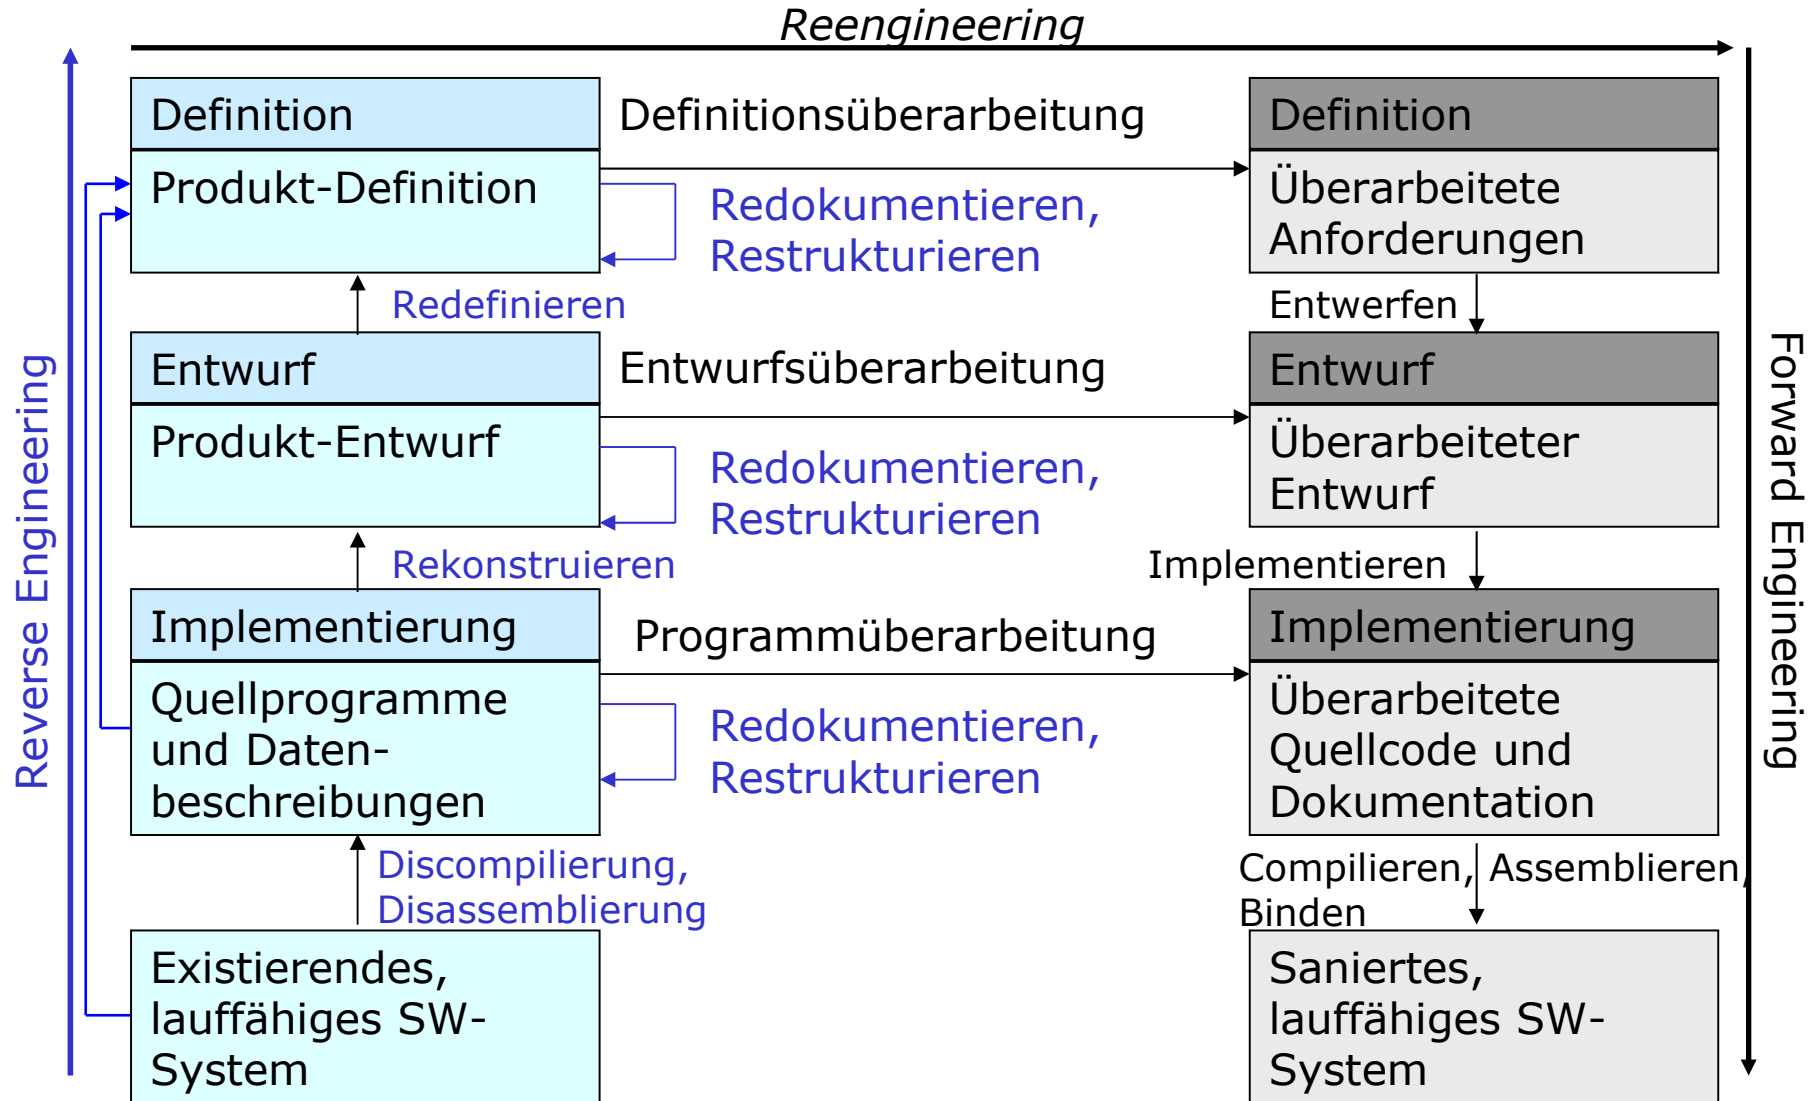 Reengineering
Reverse Engineering
Forward Engineering
Definition
Definitionsüberarbeitung
Definition
Produkt-Definition
Redokumentieren,
Restrukturieren
Überarbeitete
Anforderungen
Redefinieren
Entwerfen
Entwurf
Entwurfsüberarbeitung
Entwurf
Produkt-Entwurf
Redokumentieren,
Restrukturieren
Überarbeiteter
Entwurf
Rekonstruieren
Implementieren
Implementierung
Programmüberarbeitung
Implementierung
Quellprogramme
und Daten-
beschreibungen
Redokumentieren,
Restrukturieren
Überarbeitete
Quellcode und
Dokumentation
Discompilierung,
Disassemblierung
Compilieren, Assemblieren,
Binden
Existierendes,
lauffähiges SW-
System
Saniertes,
lauffähiges SW-
System